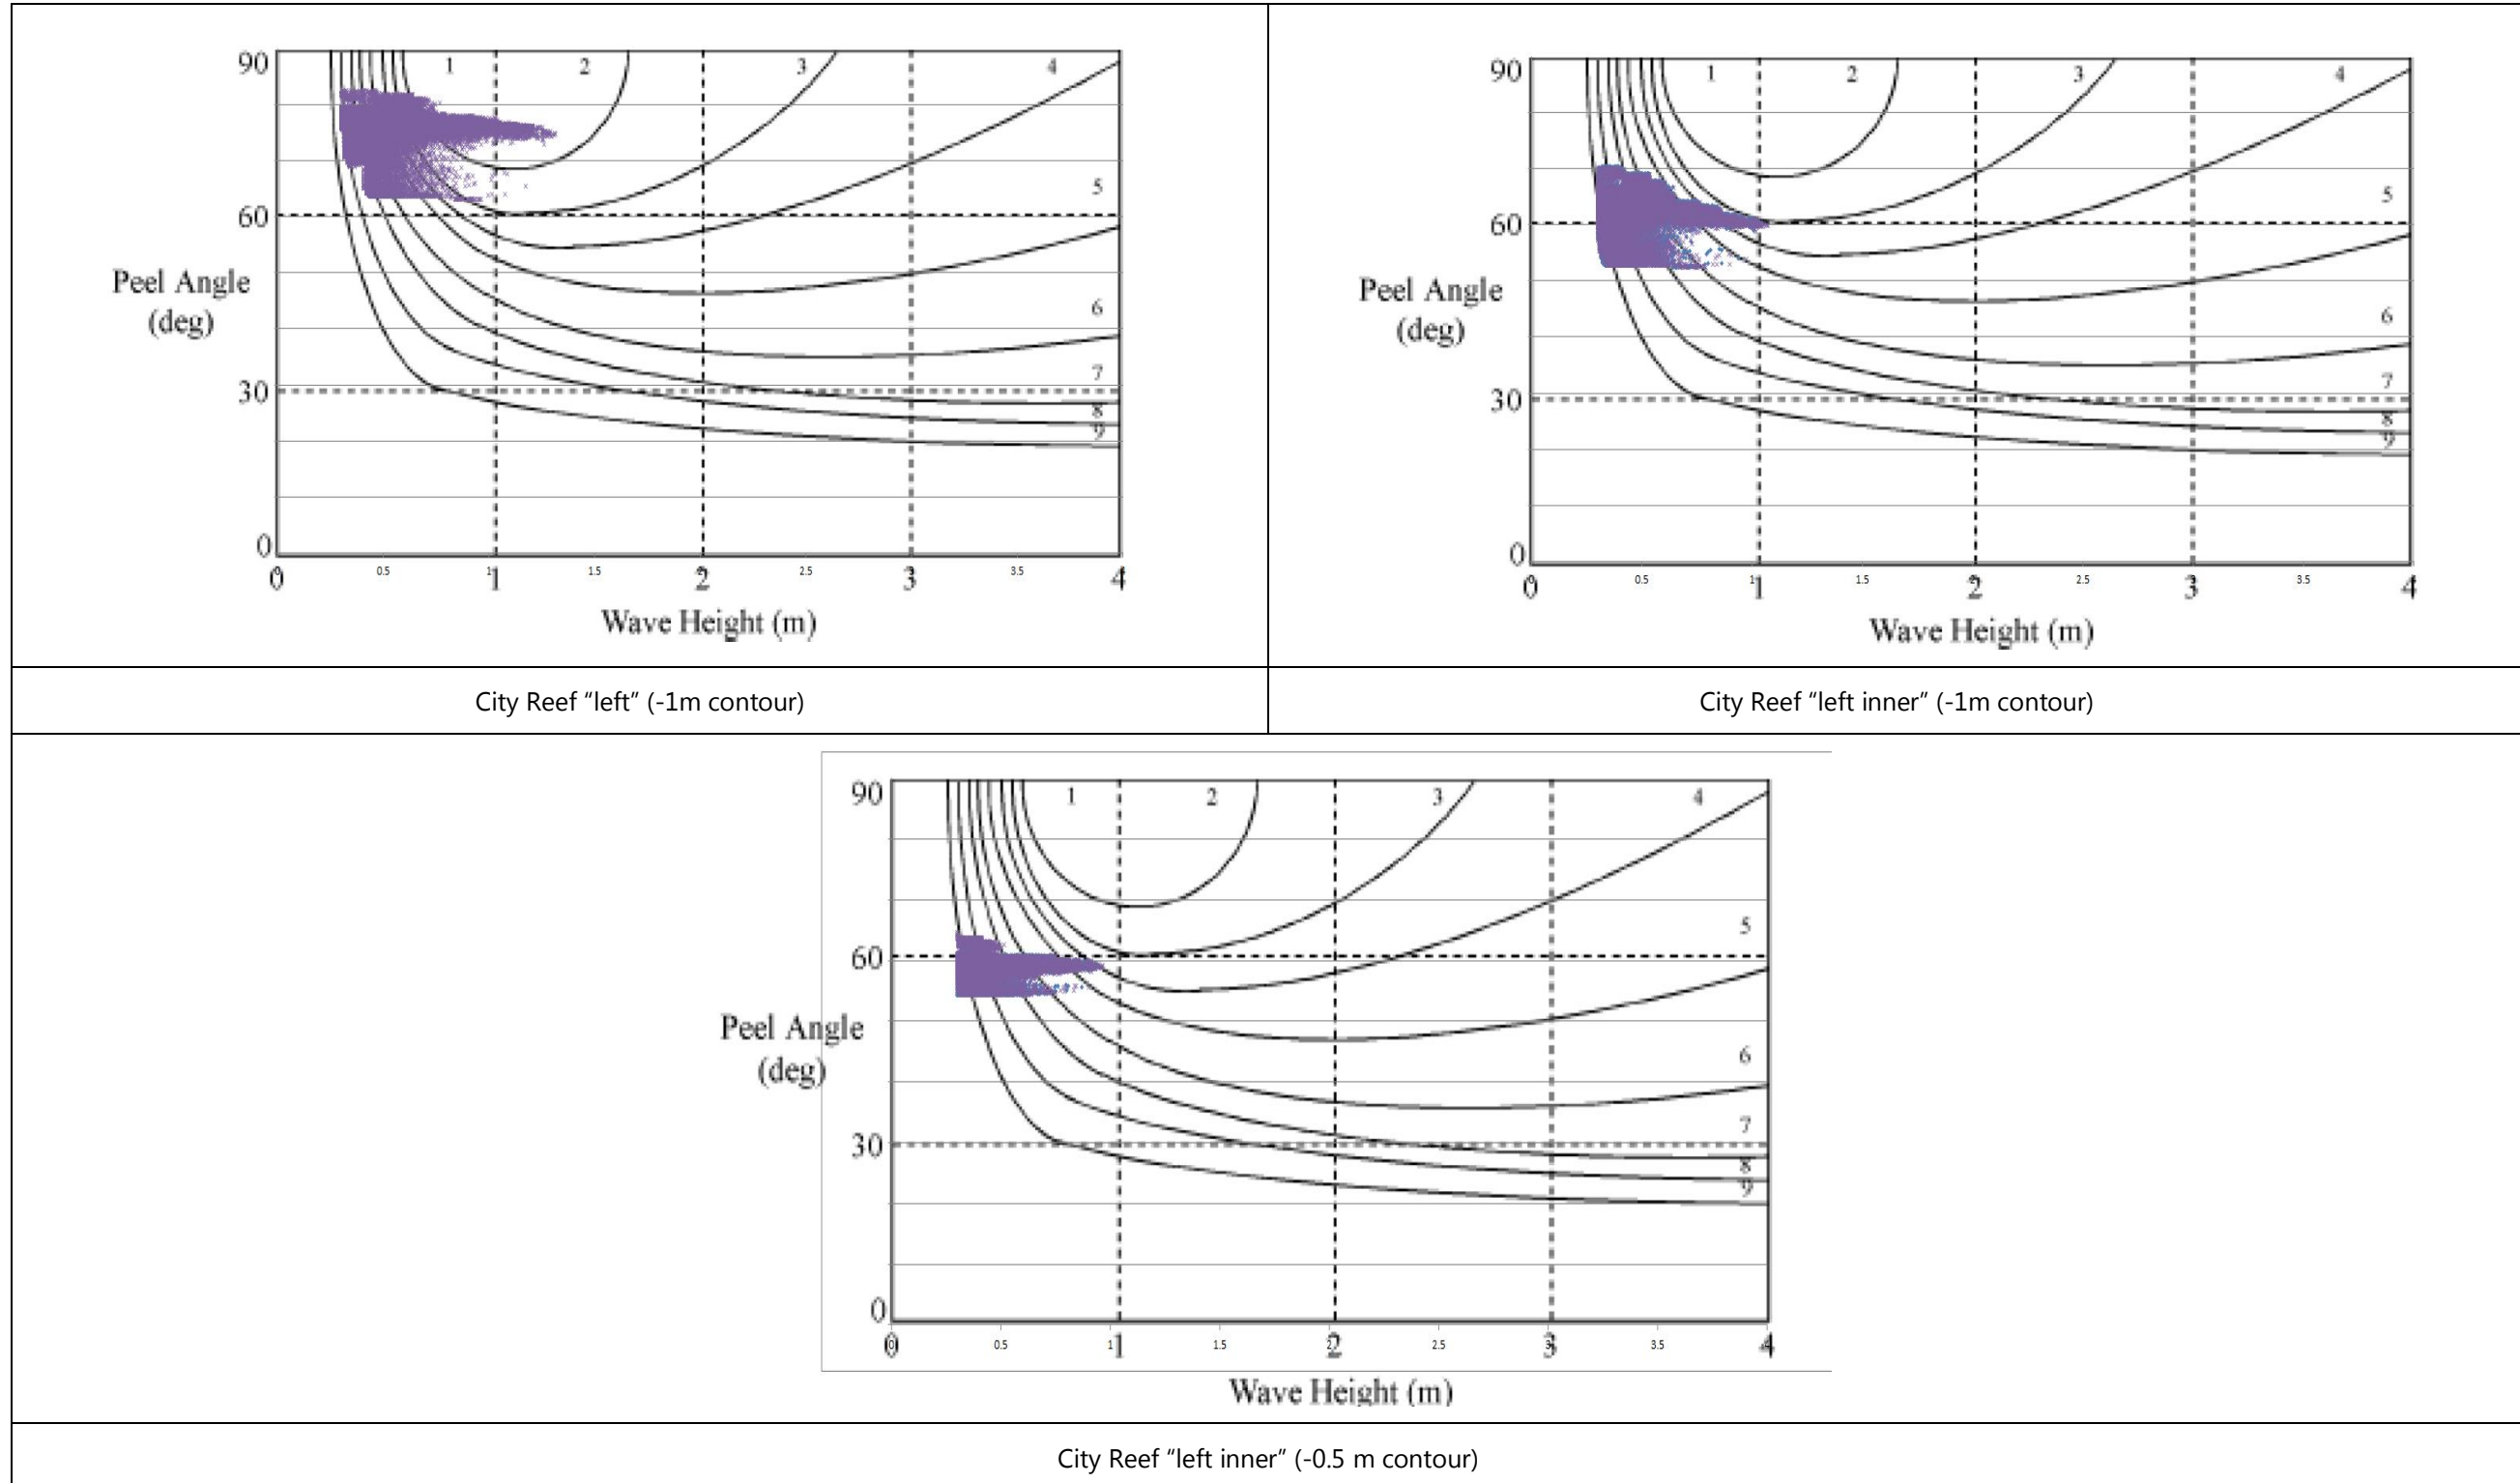 90
1 2 3 4
5
60
Peel Angle
(deg)
6
30
7
8
9
0
0 0.5 1 1.5 2 2.5 3 3.5 4
Wave Height (m)
City Reef “left” (-1m contour)
90
1 2 3 4
5
60
Peel Angle
(deg)
6
30
7
8
9
0
0 0.5 1 1.5 2 2.5 3 3.5 4
Wave Height (m)
City Reef “left inner” (-1m contour)
90
1 2 3 4
5
60
Peel Angle
(deg)
6
30
7
8
9
0
0 0.5 1 1.5 2 2.5 3 3.5 4
Wave Height (m)
City Reef “left inner” (-0.5 m contour)